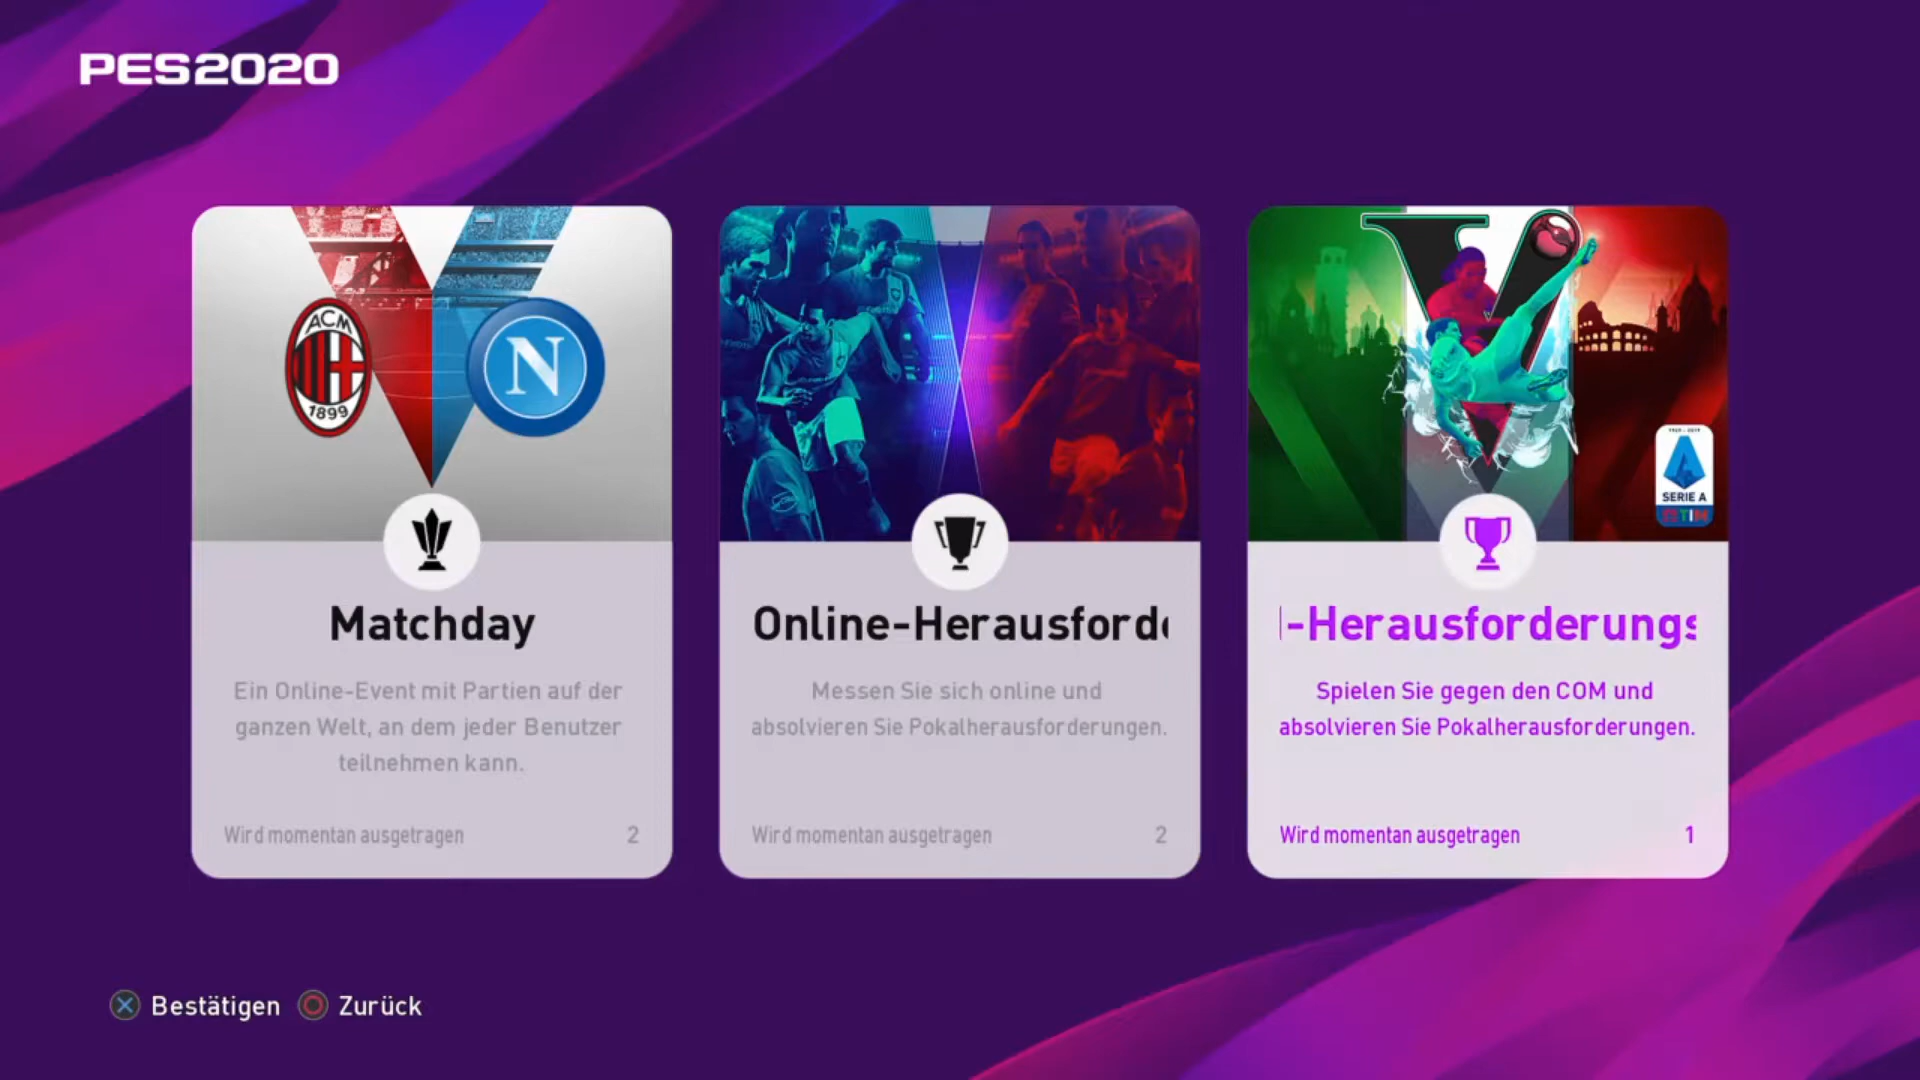 PES2020
ACM
1899
N
SERIE A
TIM
Matchday
Ein Online-Event mit Partien auf der
ganzen Welt, an dem jeder Benutzer
teilnehmen kann.
Wird momentan ausgetragen 2
Online-Herausford
Messen Sie sich online und
absolvieren Sie Pokalherausforderungen.
Wird momentan ausgetragen 2
-Herausforderungs
Spielen Sie gegen den COM und
absolvieren Sie Pokalherausforderungen.
Wird momentan ausgetragen 1
Bestätigen Zurück